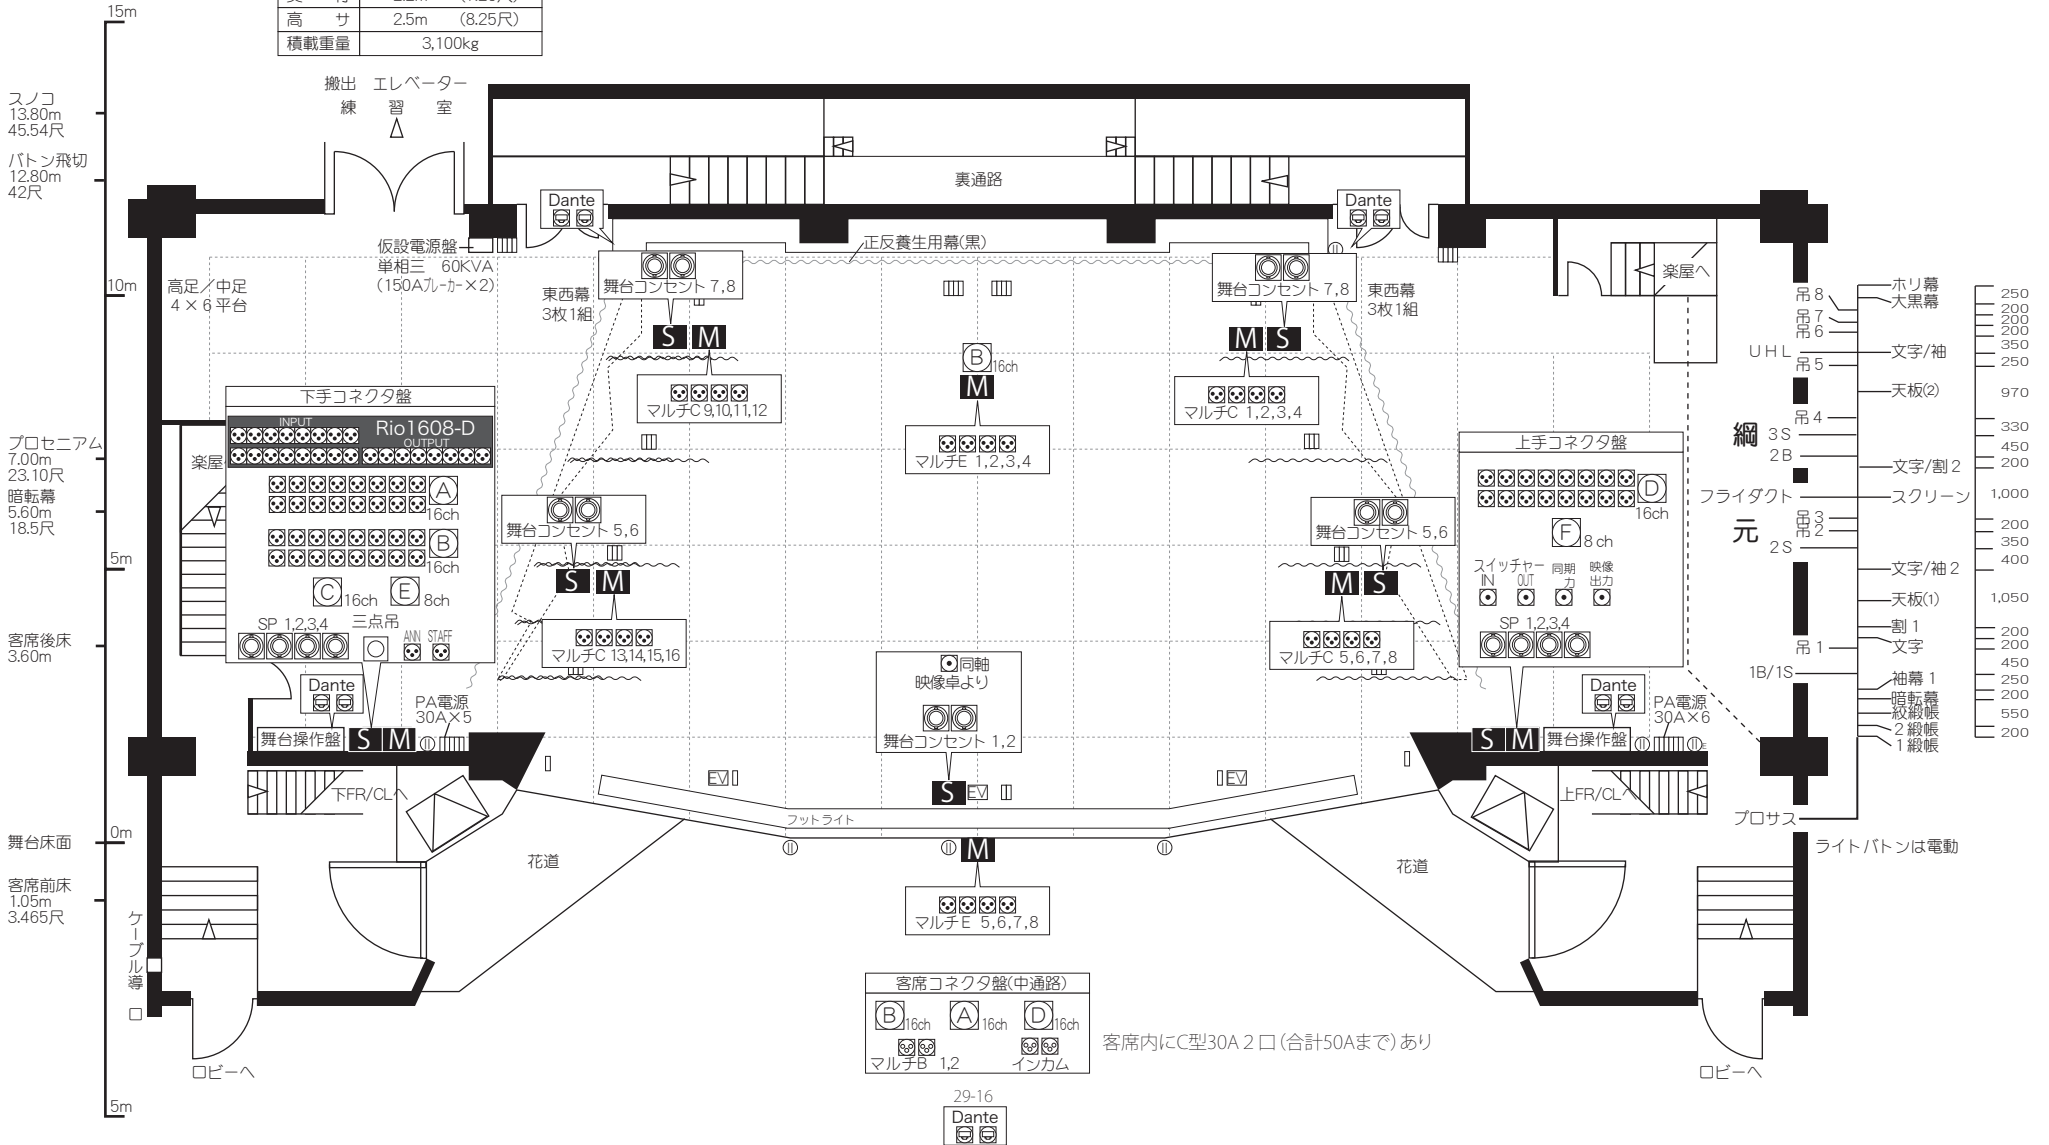 15m
高 サ 2.5m (8.25尺)
積載重量 3,100kg
搬出 エレベーター
練 習 室
スノコ
13.80m
45.54尺
バトン飛切
12.80m
42尺
10m
プロセニアム
7.00m
23.10尺
暗転幕
5.60m
18.5尺
5m
客席後床
3.60m
0m
舞台床面
客席前床
1.05m
3.465尺
5m
裏通路
Dante
Dante
仮設電源盤
単相三 60KVA
(150Aブレーカー×2)
高足/中足
4×6平台
正反養生用幕(黒)
舞台コンセント 7,8
舞台コンセント 7,8
東西幕
3枚1組
東西幕
3枚1組
楽屋へ
S M
M S
B 16ch
M
マルチC 9,10,11,12
マルチC 1,2,3,4
マルチE 1,2,3,4
下手コネクタ盤
INPUT
Rio1608-D
OUTPUT
楽屋
A
16ch
B
16ch
C 16ch
E 8ch
SP 1,2,3,4
三点吊
ANN STAFF
舞台コンセント 5,6
舞台コンセント 5,6
S M
M S
マルチC 13,14,15,16
マルチC 5,6,7,8
上手コネクタ盤
D
16ch
F 8 ch
スイッチャー
IN OUT
同期
力
映像
出力
SP 1,2,3,4
同軸
映像卓より
舞台コンセント 1,2
S EV
Dante
舞台操作盤
S M
PA電源
30A×5
Dante
S M
舞台操作盤
PA電源
30A×6
E
EV
EV
下FR/CLへ
上FR/CLへ
フットライト
M
花道
花道
マルチE 5,6,7,8
ケーブル導 口
ロビーへ
ロビーへ
客席コネクタ盤(中通路)
B 16ch
A 16ch
D 16ch
マルチB 1,2
インカム
客席内にC型30A 2口(合計50Aまで)あり
29-16
Dante
綱
元
吊8
吊7
吊6
UHL
吊5
吊4
3S
2B
フライダクト
吊3
吊2
2S
吊1
1B/1S
プロサス
ホリ幕
大黒幕
文字/袖
天板(2)
文字/割2
スクリーン
文字/袖2
天板(1)
割1
文字
袖幕1
暗転幕
絞緞帳
2緞帳
1緞帳
250
200
200
200
350
250
970
330
450
200
1,000
200
350
400
1,050
200
200
450
250
200
550
200
ライトバトンは電動